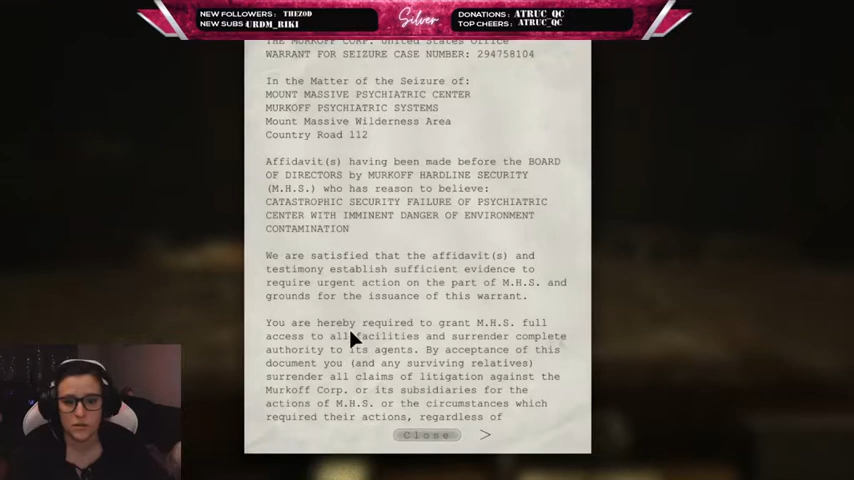 NEW FOLLOWERS : THEZOD
NEW SUBS : URDM_RIKI
Silver
DONATIONS : ATRUC_QC
TOP CHEERS : ATRUC_QC
THE MURKOFF CORP. United States Office
WARRANT FOR SEIZURE CASE NUMBER: 294758104
In the Matter of the Seizure of:
MOUNT MASSIVE PSYCHIATRIC CENTER
MURKOFF PSYCHIATRIC SYSTEMS
Mount Massive Wilderness Area
Country Road 112
Affidavit(s) having been made before the BOARD
OF DIRECTORS by MURKOFF HARDLINE SECURITY
(M.H.S.) who has reason to believe:
CATASTROPHIC SECURITY FAILURE OF PSYCHIATRIC
CENTER WITH IMMINENT DANGER OF ENVIRONMENT
CONTAMINATION
We are satisfied that the affidavit(s) and
testimony establish sufficient evidence to
require urgent action on the part of M.H.S. and
grounds for the issuance of this warrant.
You are hereby required to grant M.H.S. full
access to all facilities and surrender complete
authority to its agents. By acceptance of this
document you (and any surviving relatives)
surrender all claims of litigation against the
Murkoff Corp. or its subsidiaries for the
actions of M.H.S. or the circumstances which
required their actions, regardless of
Close >